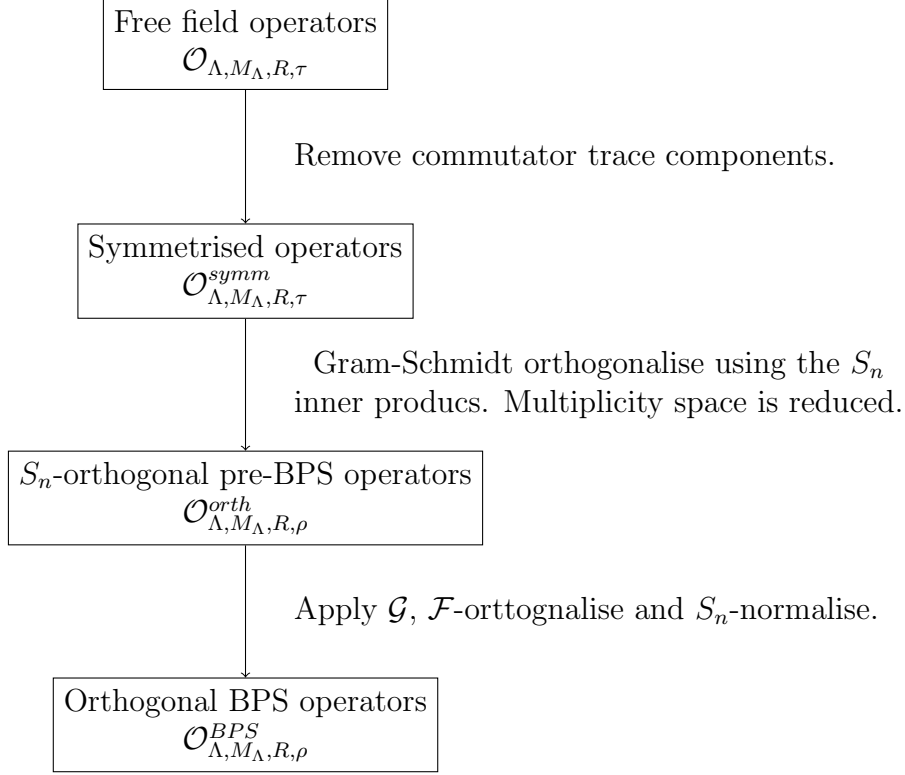 Free field operators
𝒪_{Λ,M_Λ,R,τ}
Remove commutator trace components.
Symmetrised operators
𝒪^{symm}_{Λ,M_Λ,R,τ}
Gram-Schmidt orthogonalise using the S_n
inner producs. Multiplicity space is reduced.
S_n-orthogonal pre-BPS operators
𝒪^{orth}_{Λ,M_Λ,R,ρ}
Apply 𝒢, ℱ-orttognalise and S_n-normalise.
Orthogonal BPS operators
𝒪^{BPS}_{Λ,M_Λ,R,ρ}